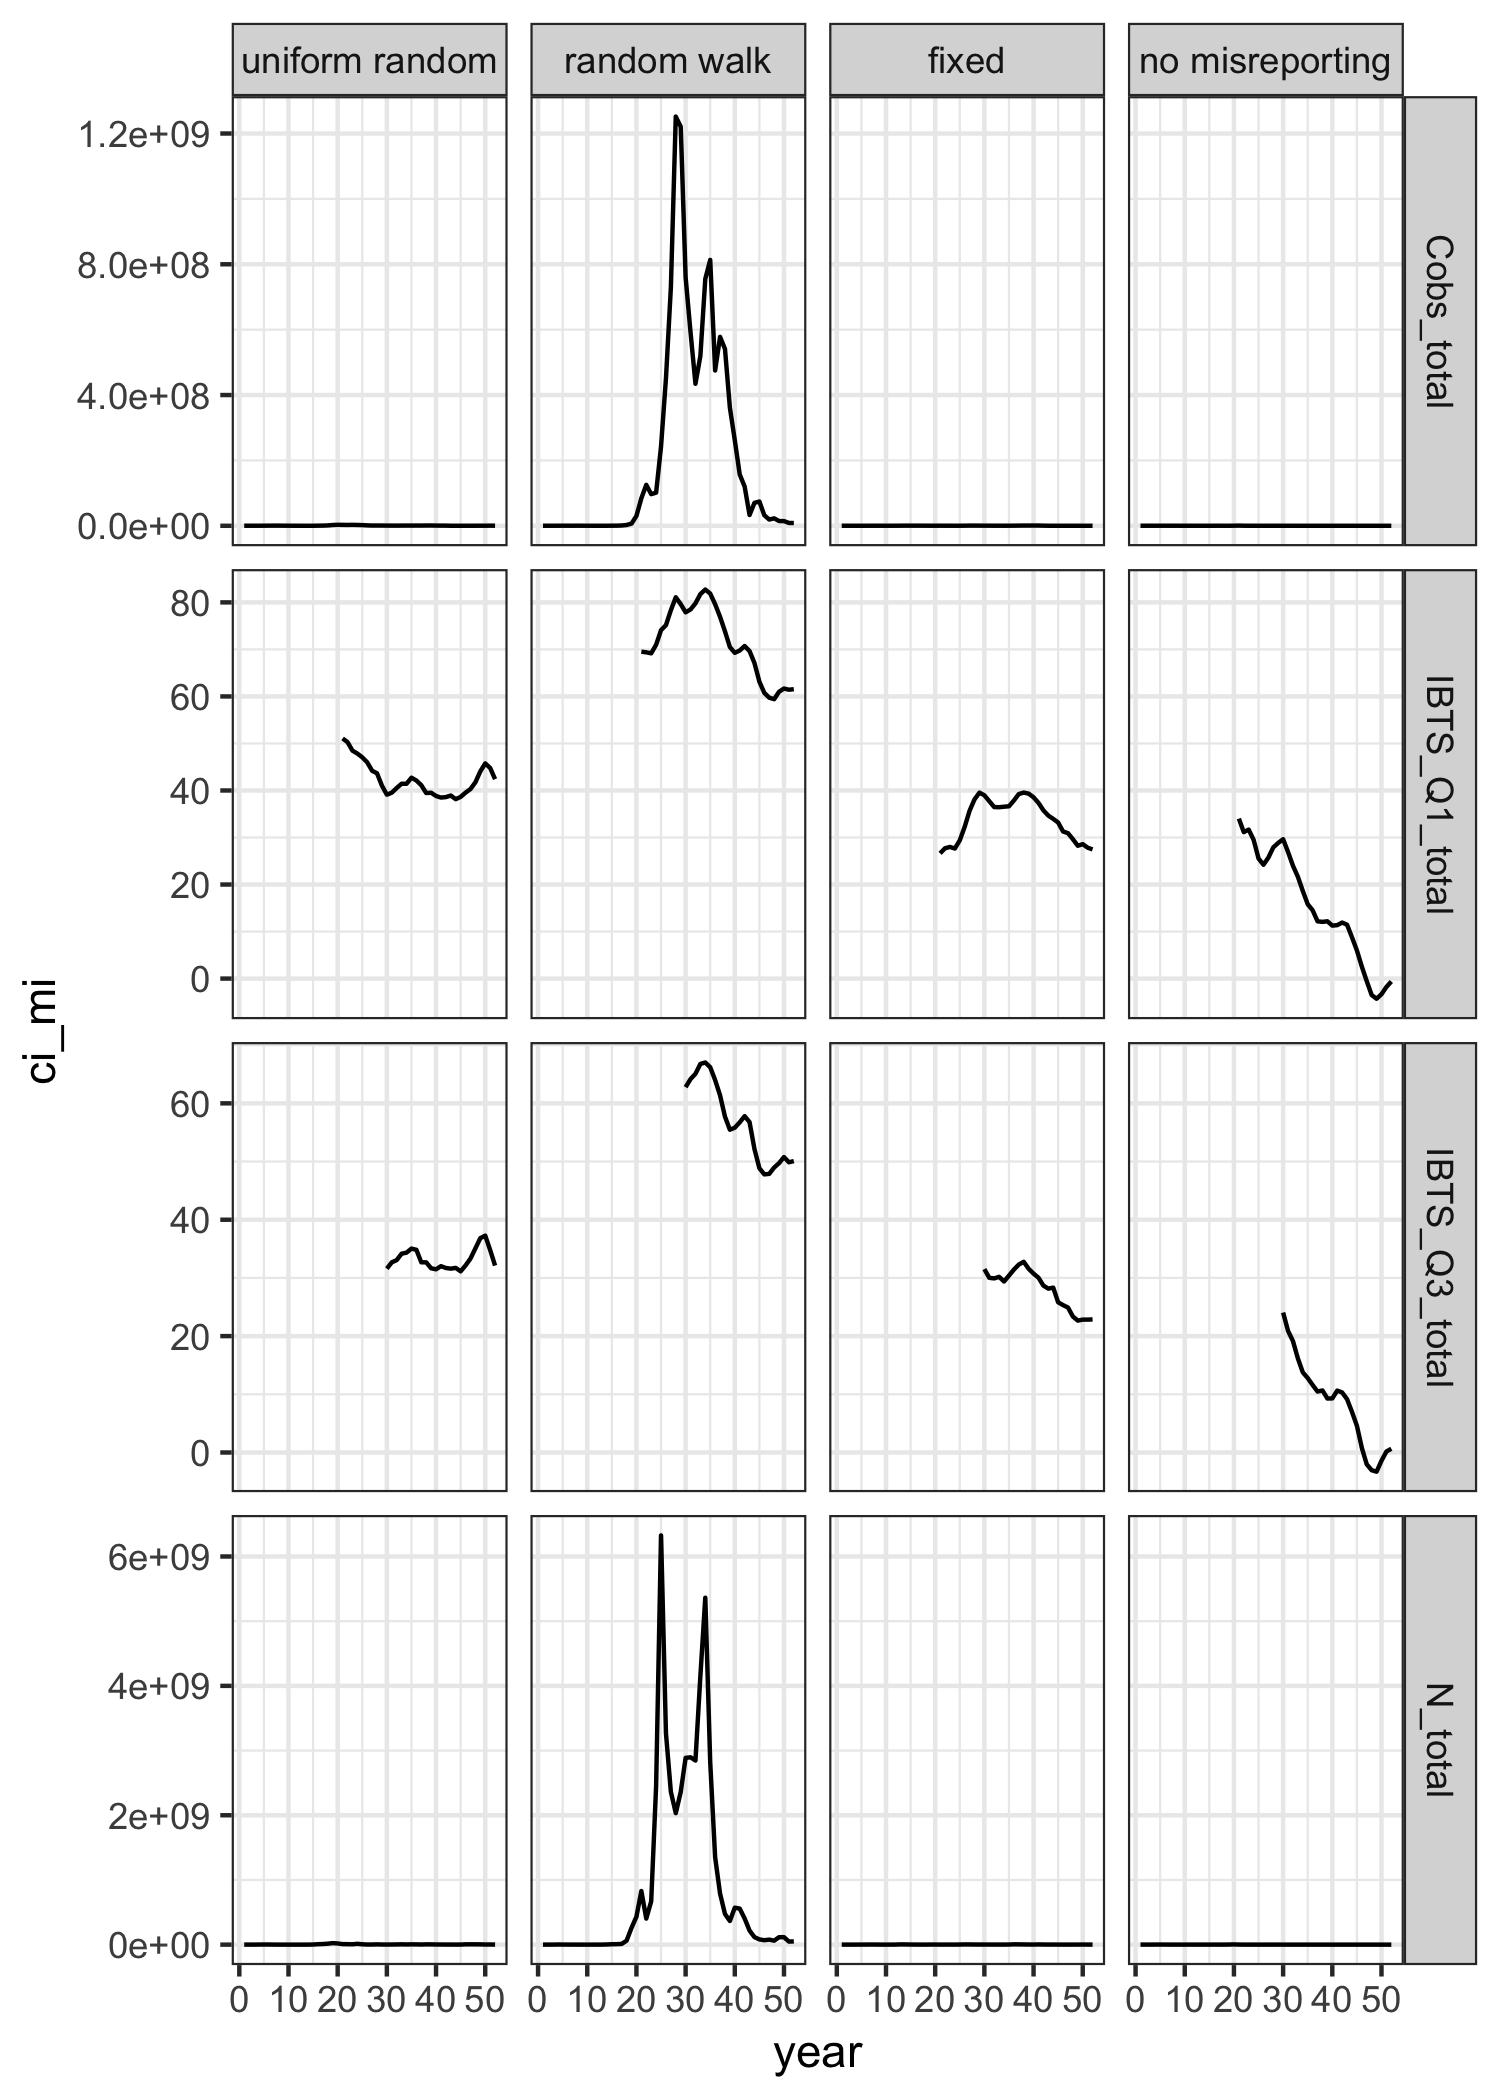 uniform random random walk fixed no misreporting
1.2e+09
8.0e+08
4.0e+08
0.0e+00
Cobs_total
80
60
40
20
0
IBTS_Q1_total
ci_mi
60
40
20
0
IBTS_Q3_total
6e+09
4e+09
2e+09
0e+00
N_total
0 10 20 30 40 50 0 10 20 30 40 50 0 10 20 30 40 50 0 10 20 30 40 50
year